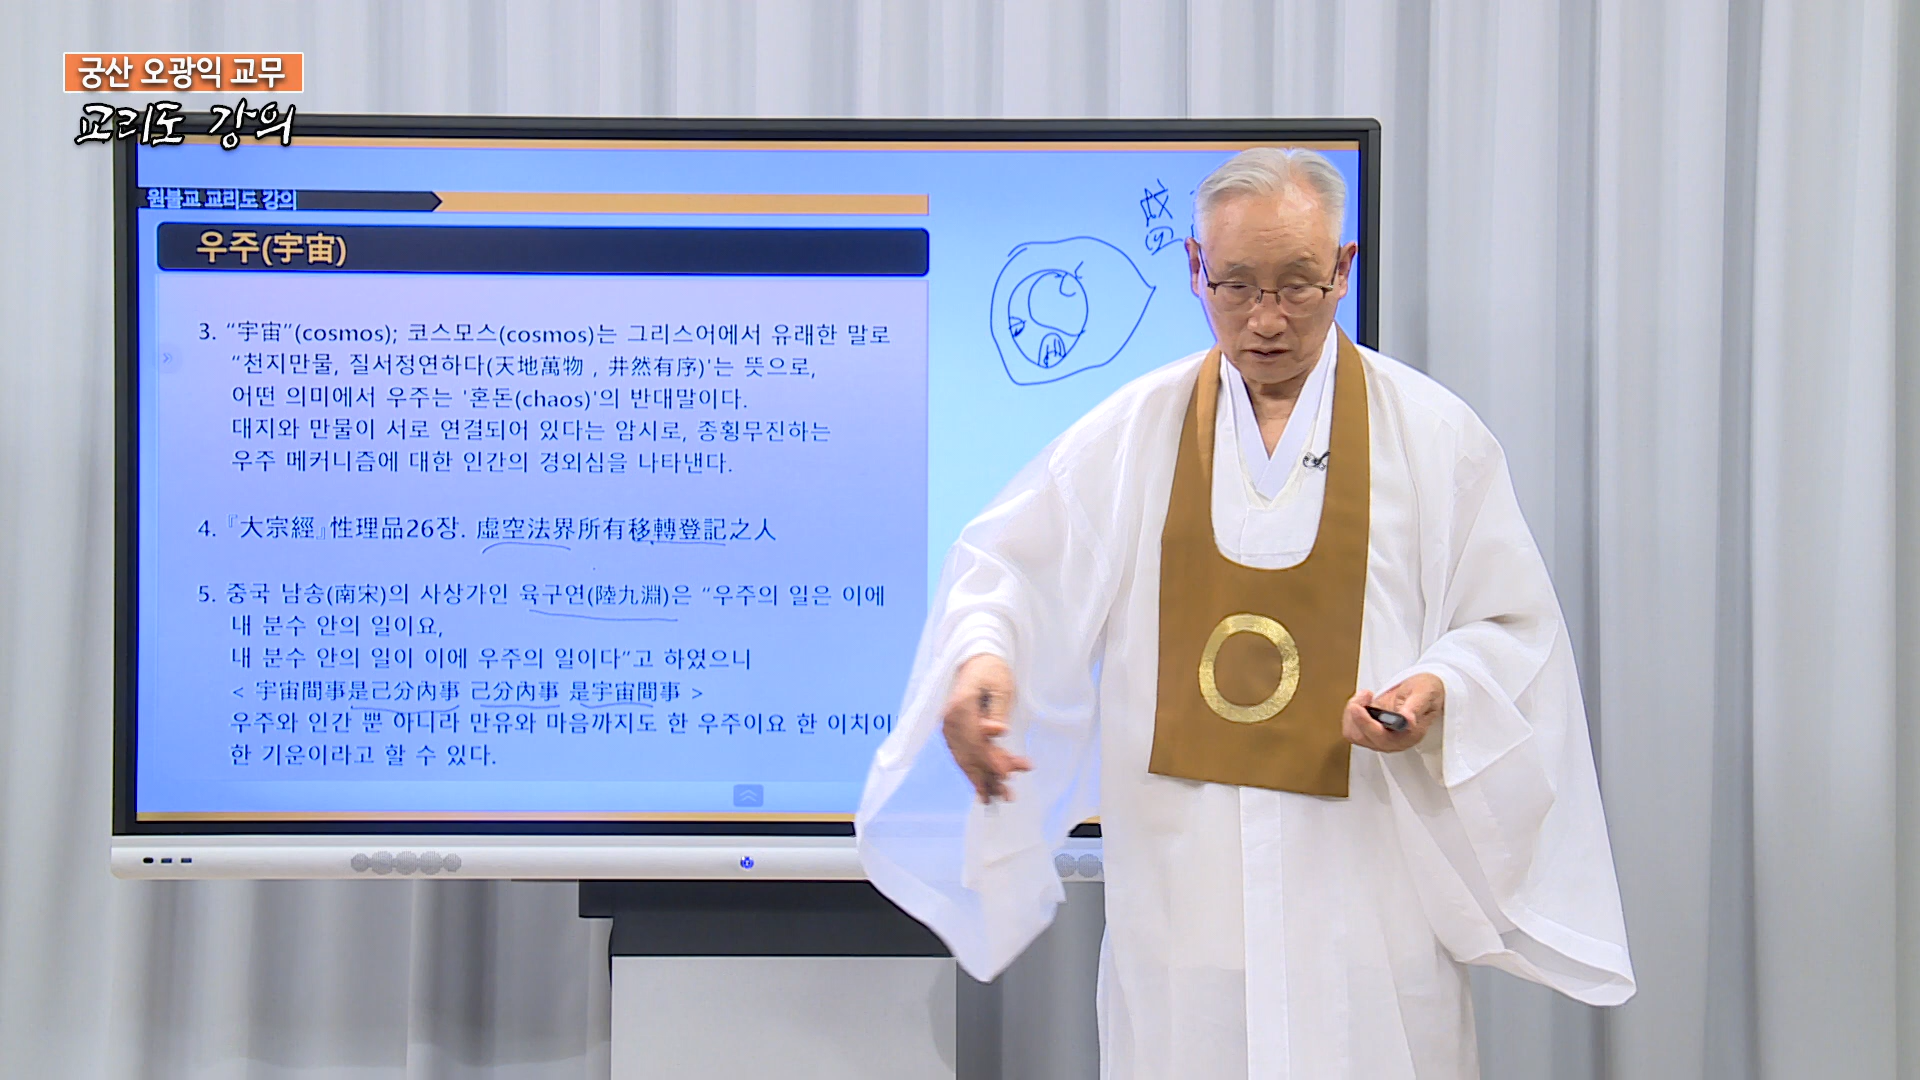 궁산 오광익 교무
교리도 강의
원불교 교리도 강의
우주(宇宙)
3. “宇宙”(cosmos); 코스모스(cosmos)는 그리스어에서 유래한 말로
“천지만물, 질서정연하다(天地萬物 , 井然有序)'는 뜻으로,
어떤 의미에서 우주는 '혼돈(chaos)'의 반대말이다.
대지와 만물이 서로 연결되어 있다는 암시로, 종횡무진하는
우주 메커니즘에 대한 인간의 경외심을 나타낸다.
4. 『大宗經』性理品26장. 虛空法界所有移轉登記之人
5. 중국 남송(南宋)의 사상가인 육구연(陸九淵)은 “우주의 일은 이에
내 분수 안의 일이요,
내 분수 안의 일이 이에 우주의 일이다”고 하였으니
< 宇宙間事是己分內事 己分內事 是宇宙間事 >
우주와 인간 뿐 아니라 만유와 마음까지도 한 우주이요 한 이치이
한 기운이라고 할 수 있다.